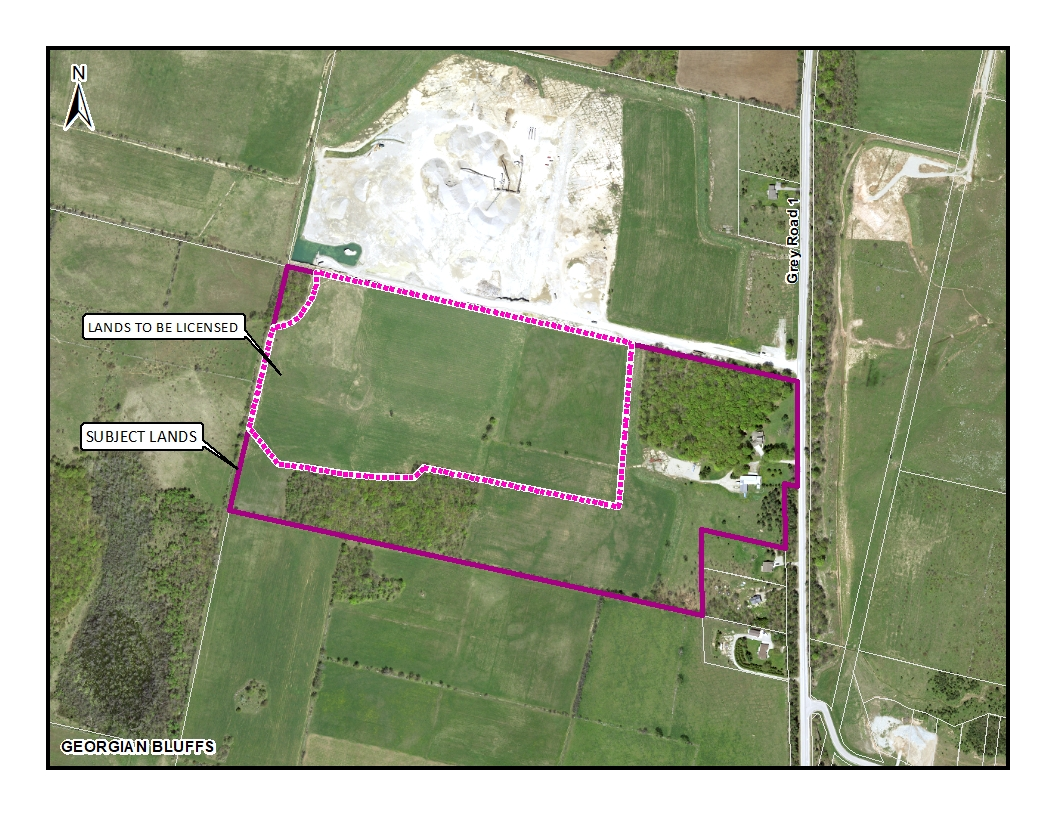 N
Grey Road 1
LANDS TO BE LICENSED
SUBJECT LANDS
GEORGIAN BLUFFS